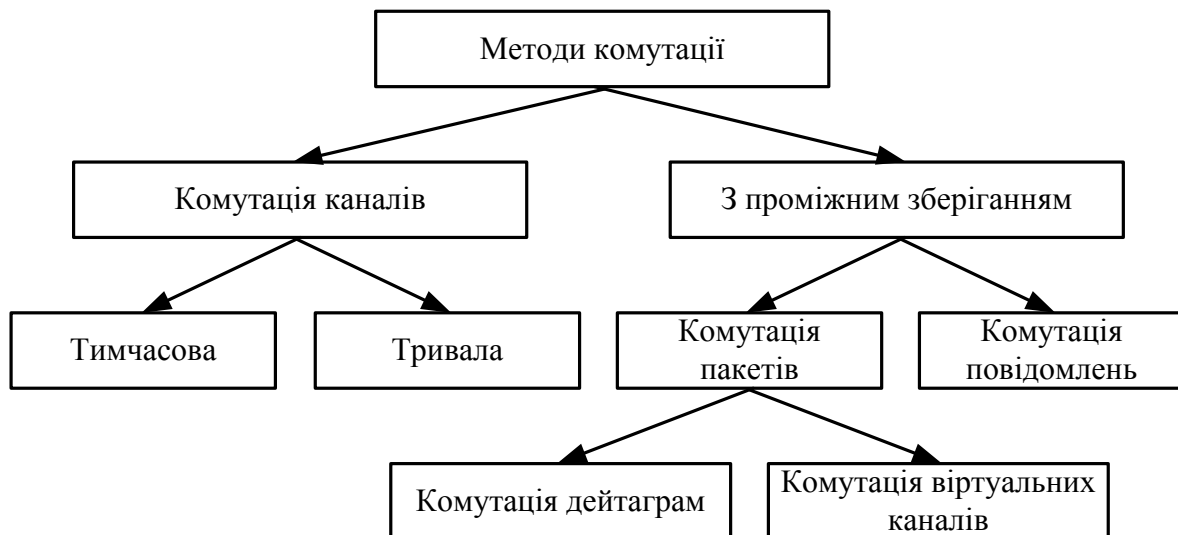 Методи комутації
Комутація каналів
З проміжним зберіганням
Тимчасова
Тривала
Комутація
пакетів
Комутація
повідомлень
Комутація дейтаграм
Комутація віртуальних
каналів